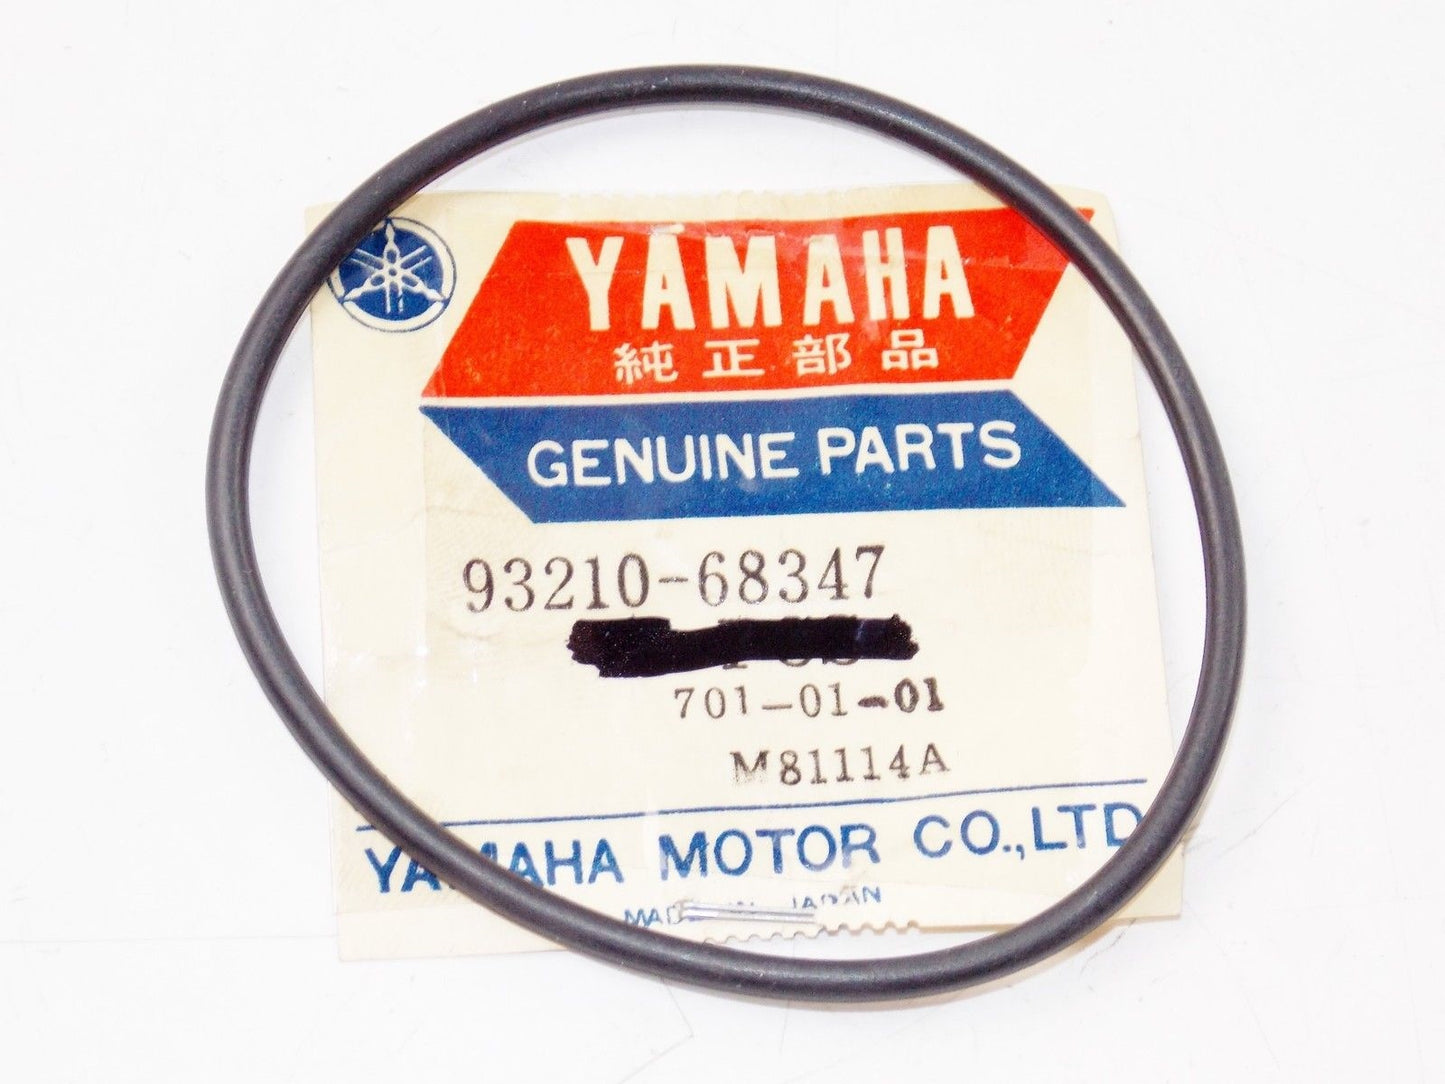 YAMAHA
純正部品
GENUINE PARTS
93210-68347
701-01-01
M81114A
YAMAHA MOTOR CO.,LTD
MADE IN JAPAN